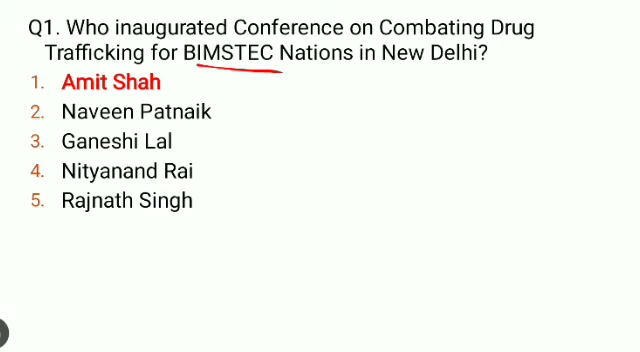 Q1. Who inaugurated Conference on Combating Drug
Trafficking for BIMSTEC Nations in New Delhi?
1. Amit Shah
2. Naveen Patnaik
3. Ganeshi Lal
4. Nityanand Rai
5. Rajnath Singh